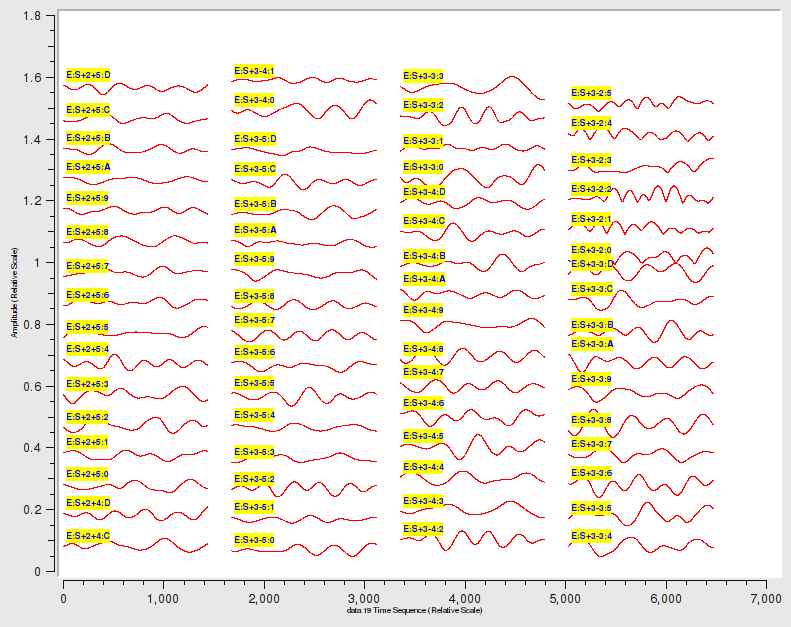 1.8
1.6
1.4
1.2
1
0.8
0.6
0.4
0.2
0
Amplitude (Relative Scale)
E:S+2+5:D
E:S+2+5:C
E:S+2+5:B
E:S+2+5:A
E:S+2+5:9
E:S+2+5:8
E:S+2+5:7
E:S+2+5:6
E:S+2+5:5
E:S+2+5:4
E:S+2+5:3
E:S+2+5:2
E:S+2+5:1
E:S+2+5:0
E:S+2+4:D
E:S+2+4:C
E:S+3-4:1
E:S+3-4:0
E:S+3-5:D
E:S+3-5:C
E:S+3-5:B
E:S+3-5:A
E:S+3-5:9
E:S+3-5:8
E:S+3-5:7
E:S+3-5:6
E:S+3-5:5
E:S+3-5:4
E:S+3-5:3
E:S+3-5:2
E:S+3-5:1
E:S+3-5:0
E:S+3-3:3
E:S+3-3:2
E:S+3-3:1
E:S+3-3:0
E:S+3-4:D
E:S+3-4:C
E:S+3-4:B
E:S+3-4:A
E:S+3-4:9
E:S+3-4:8
E:S+3-4:7
E:S+3-4:6
E:S+3-4:5
E:S+3-4:4
E:S+3-4:3
E:S+3-4:2
E:S+3-2:5
E:S+3-2:4
E:S+3-2:3
E:S+3-2:2
E:S+3-2:1
E:S+3-2:0
E:S+3-3:D
E:S+3-3:C
E:S+3-3:B
E:S+3-3:A
E:S+3-3:9
E:S+3-3:8
E:S+3-3:7
E:S+3-3:6
E:S+3-3:5
E:S+3-3:4
0 1,000 2,000 3,000 4,000 5,000 6,000 7,000
data 19 Time Sequence (Relative Scale)